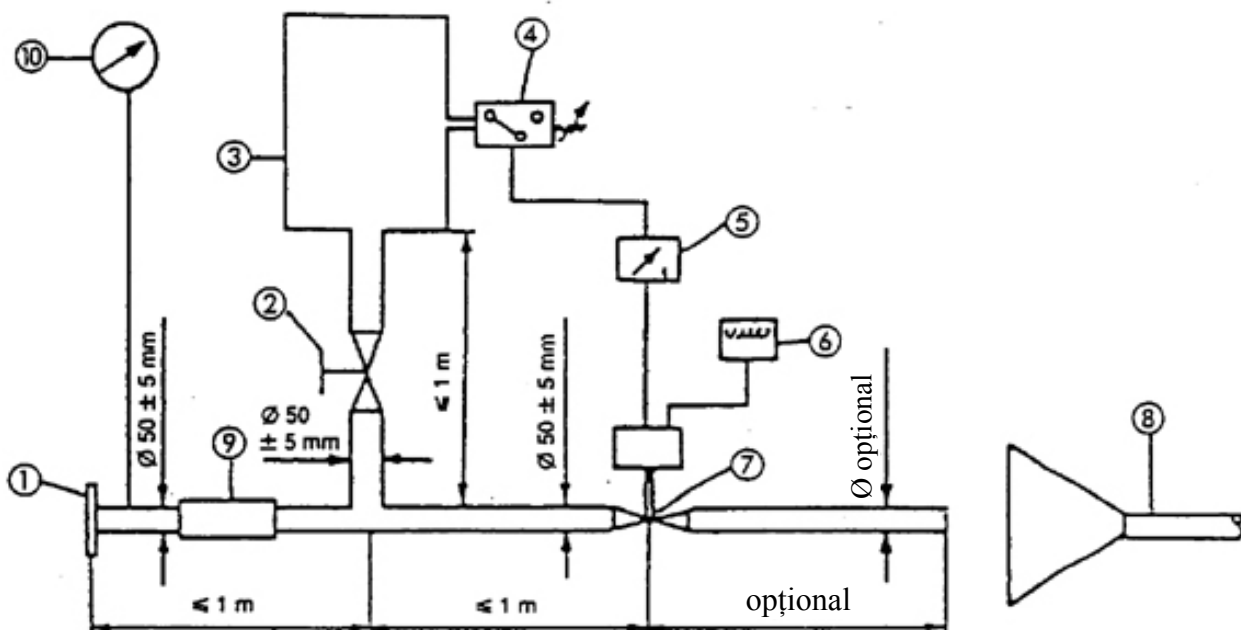 ⑩
④
③
⑤
②
⑥
Ø 50 ± 5 mm
Ø 50
± 5 mm
≤ 1 m
Ø 50 ± 5 mm
Ø opțional
⑧
①
⑨
⑦
≤ 1 m
≤ 1 m
opțional